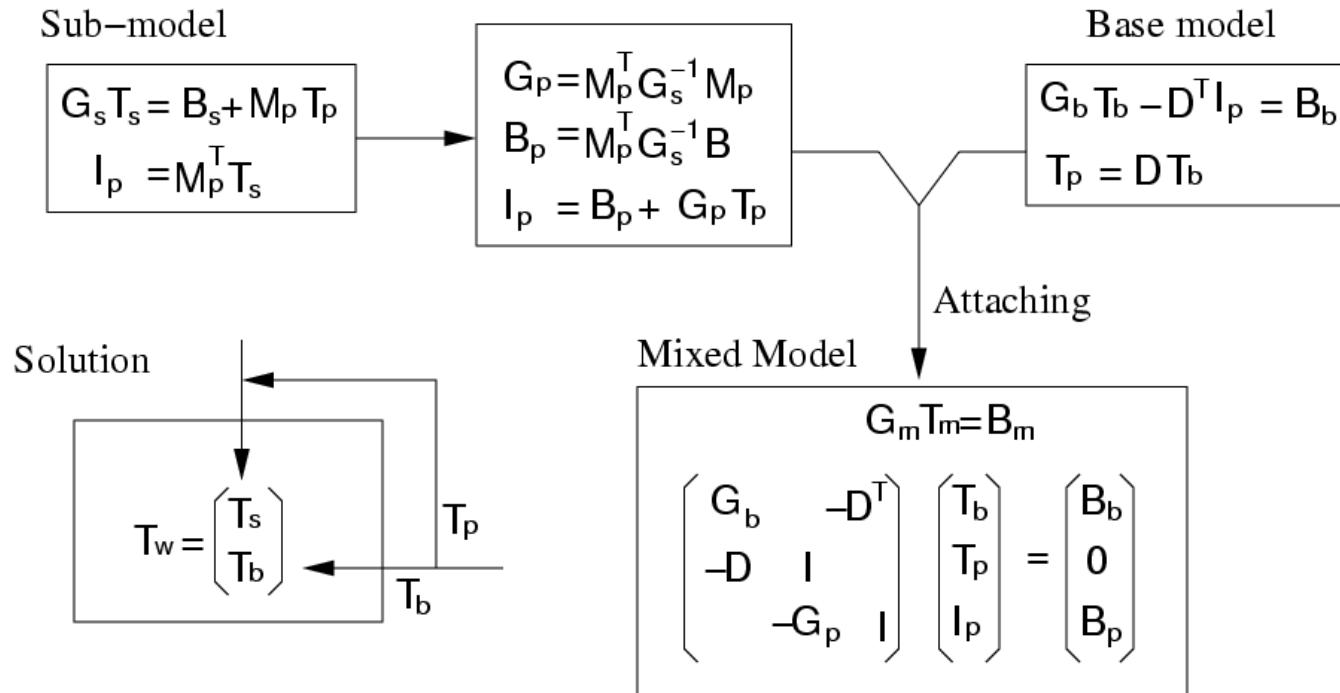 Sub−model
G_s T_s = B_s + M_p T_p
I_p = M_p^T T_s
G_p = M_p^T G_s^{-1} M_p
B_p = M_p^T G_s^{-1} B
I_p = B_p + G_p T_p
Base model
G_b T_b − D^T I_p = B_b
T_p = D T_b
Attaching
Solution
T_w = (T_s T_b)
T_p
T_b
Mixed Model
G_m T_m = B_m
G_b -D^T T_b B_b
-D I T_p = 0
-G_p I I_p B_p